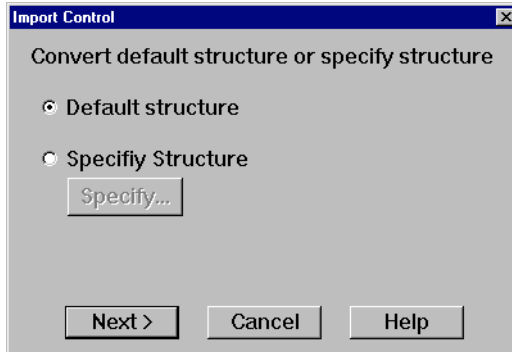 Import Control
Convert default structure or specify structure
Default structure
Specifiy Structure
Specify...
Next > Cancel Help